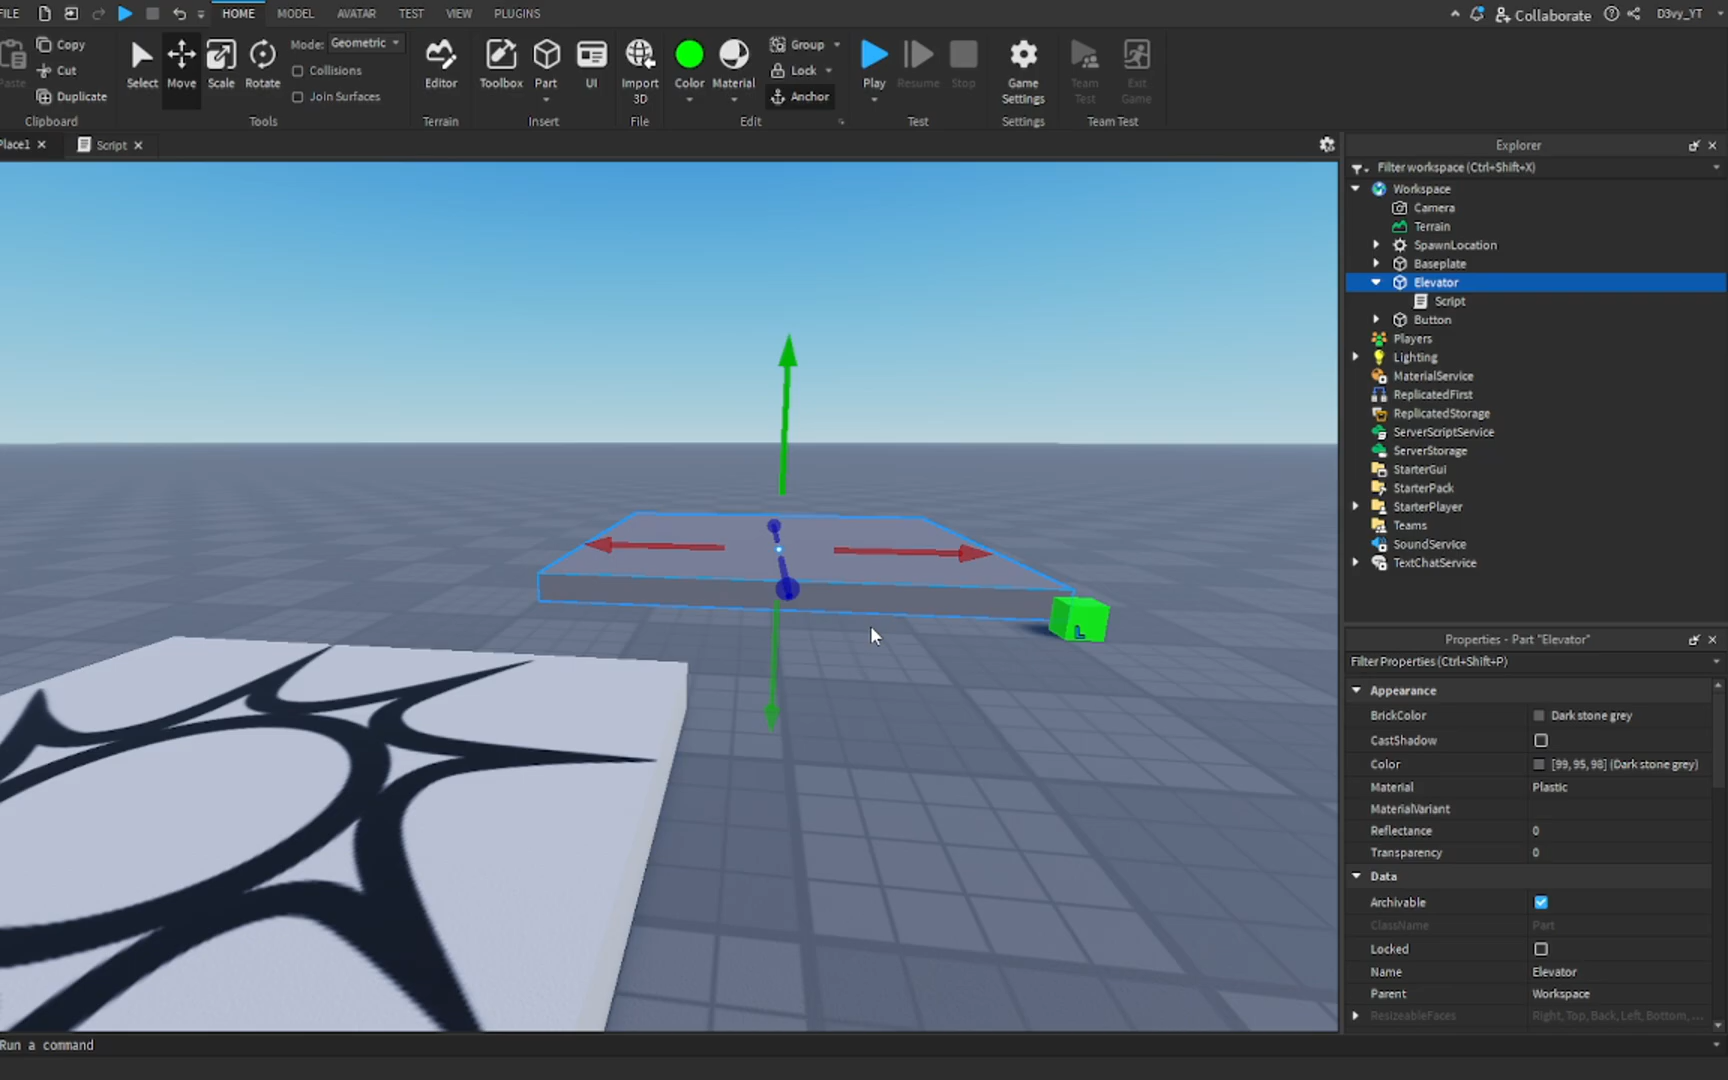 FILE HOME MODEL AVATAR TEST VIEW PLUGINS Collaborate D3vy_YT
Paste Copy Cut Duplicate Clipboard
Select Move Scale Rotate Mode: Geometric Collisions Join Surfaces Tools
Editor Terrain
Toolbox Part UI Insert
Import 3D File
Color Material Group Lock Anchor Edit
Play Resume Stop Test
Game Settings Settings
Team Test Exit Game Team Test
Place1 Script
Explorer
Filter workspace (Ctrl+Shift+X)
Workspace
Camera
Terrain
SpawnLocation
Baseplate
Elevator
Script
Button
Players
Lighting
MaterialService
ReplicatedFirst
ReplicatedStorage
ServerScriptService
ServerStorage
StarterGui
StarterPack
StarterPlayer
Teams
SoundService
TextChatService
L
Properties - Part "Elevator"
Filter Properties (Ctrl+Shift+P)
Appearance
BrickColor Dark stone grey
CastShadow
Color [99, 95, 98] (Dark stone grey)
Material Plastic
MaterialVariant
Reflectance 0
Transparency 0
Data
Archivable
ClassName Part
Locked
Name Elevator
Parent Workspace
ResizeableFaces Right, Top, Back, Left, Bottom, ...
Run a command